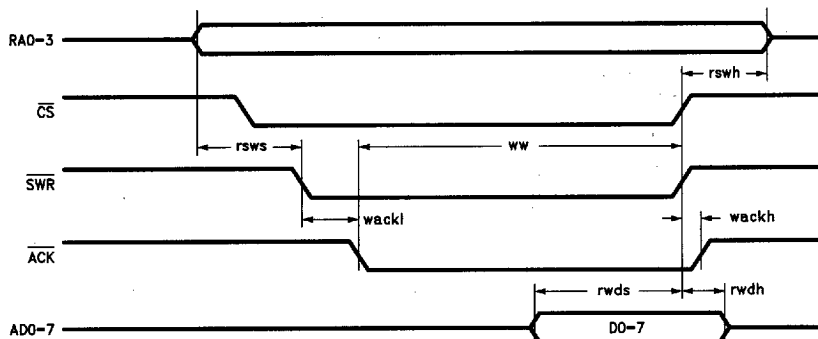 RA0-3
rswh
CS
rsws
ww
SWR
wackl
wackh
ACK
rwds
rwdh
AD0-7
D0-7